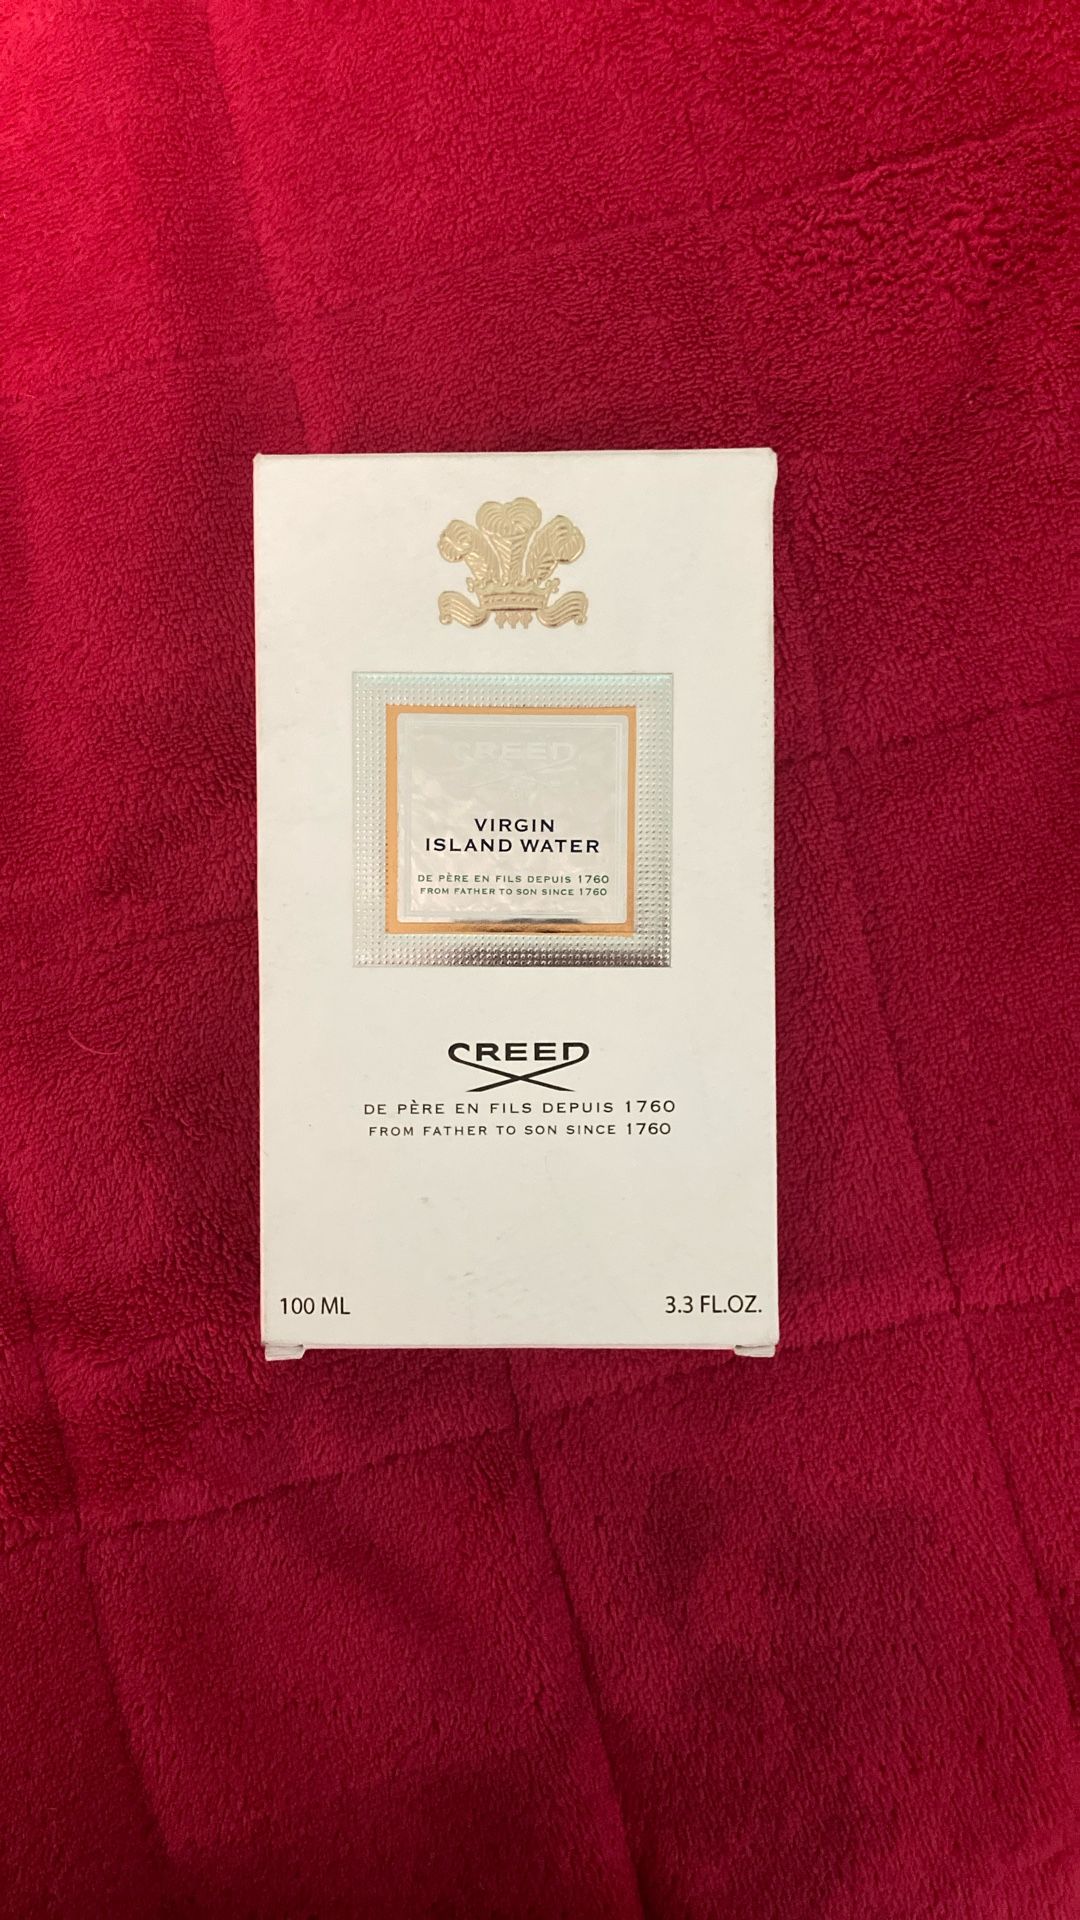 CREED
VIRGIN
ISLAND WATER
DE PÈRE EN FILS DEPUIS 1760
FROM FATHER TO SON SINCE 1760
CREED
DE PÈRE EN FILS DEPUIS 1760
FROM FATHER TO SON SINCE 1760
100 ML
3.3 FL.OZ.